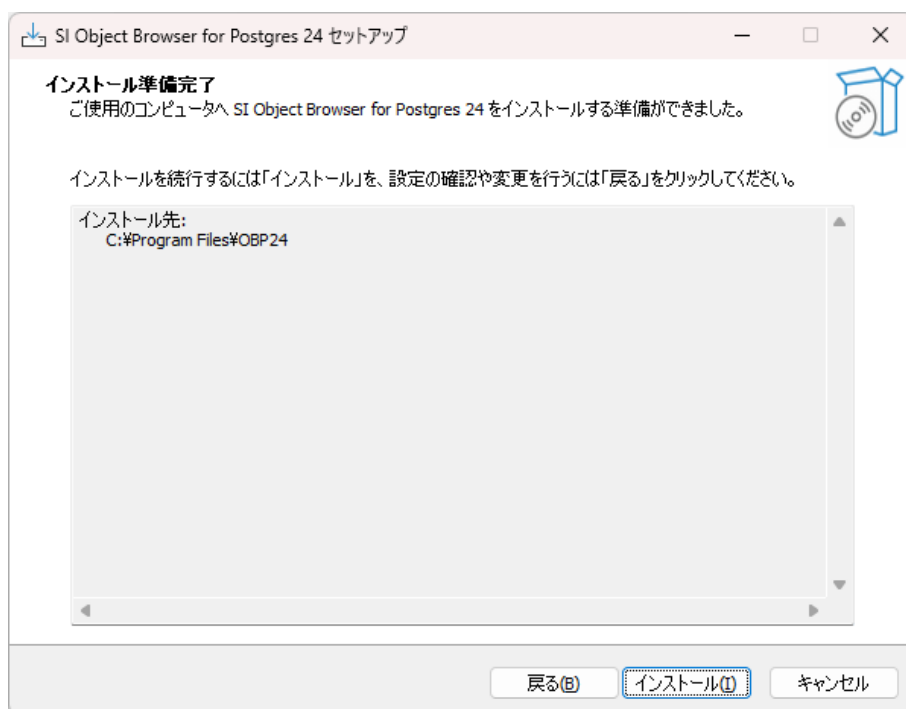 SI Object Browser for Postgres 24 セットアップ
インストール準備完了
ご使用のコンピュータへ SI Object Browser for Postgres 24 をインストールする準備ができました。
インストールを続行するには「インストール」を、設定の確認や変更を行うには「戻る」をクリックしてください。
インストール先:
C:¥Program Files¥OBP24
戻る(B) インストール(I) キャンセル